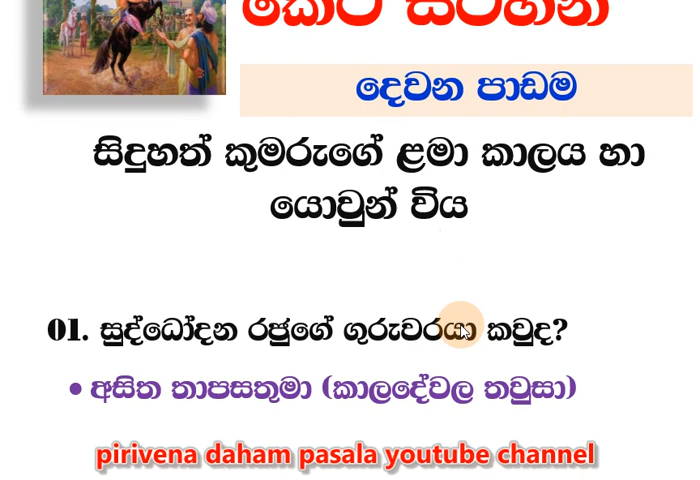 කෙටි සටහන්
දෙවන පාඩම
සිදුහත් කුමරුගේ ළමා කාලය හා
යොවුන් විය
01. සුද්ධෝදන රජුගේ ගුරුවරයා කවුද?
• අසිත තාපසතුමා (කාලදේවල තවුසා)
pirivena daham pasala youtube channel